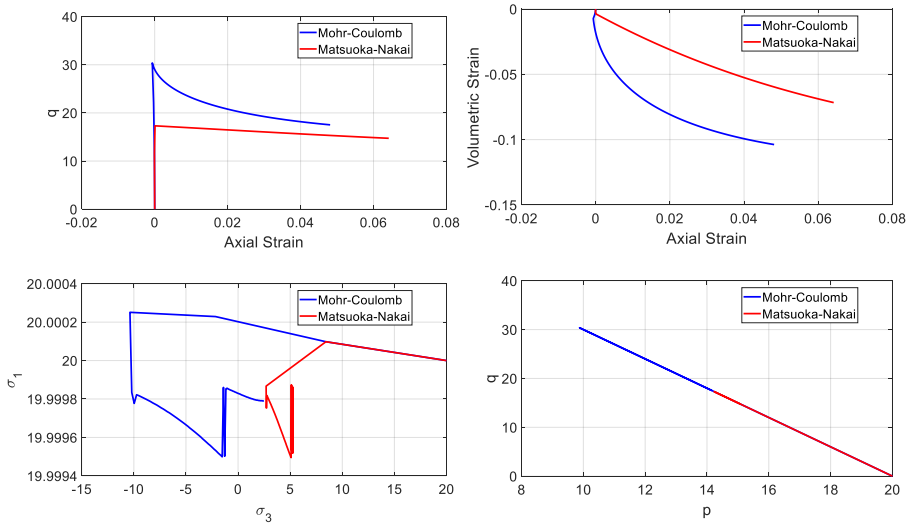 40
30
20
10
0
q
-0.02
0
0.02
0.04
0.06
0.08
Axial Strain
Mohr-Coulomb
Matsuoka-Nakai
0
-0.05
-0.1
-0.15
Volumetric Strain
-0.02
0
0.02
0.04
0.06
0.08
Axial Strain
Mohr-Coulomb
Matsuoka-Nakai
20.0004
20.0002
20
19.9998
19.9996
19.9994
σ1
-15
-10
-5
0
5
10
15
20
σ3
Mohr-Coulomb
Matsuoka-Nakai
40
30
20
10
0
q
8
10
12
14
16
18
20
p
Mohr-Coulomb
Matsuoka-Nakai